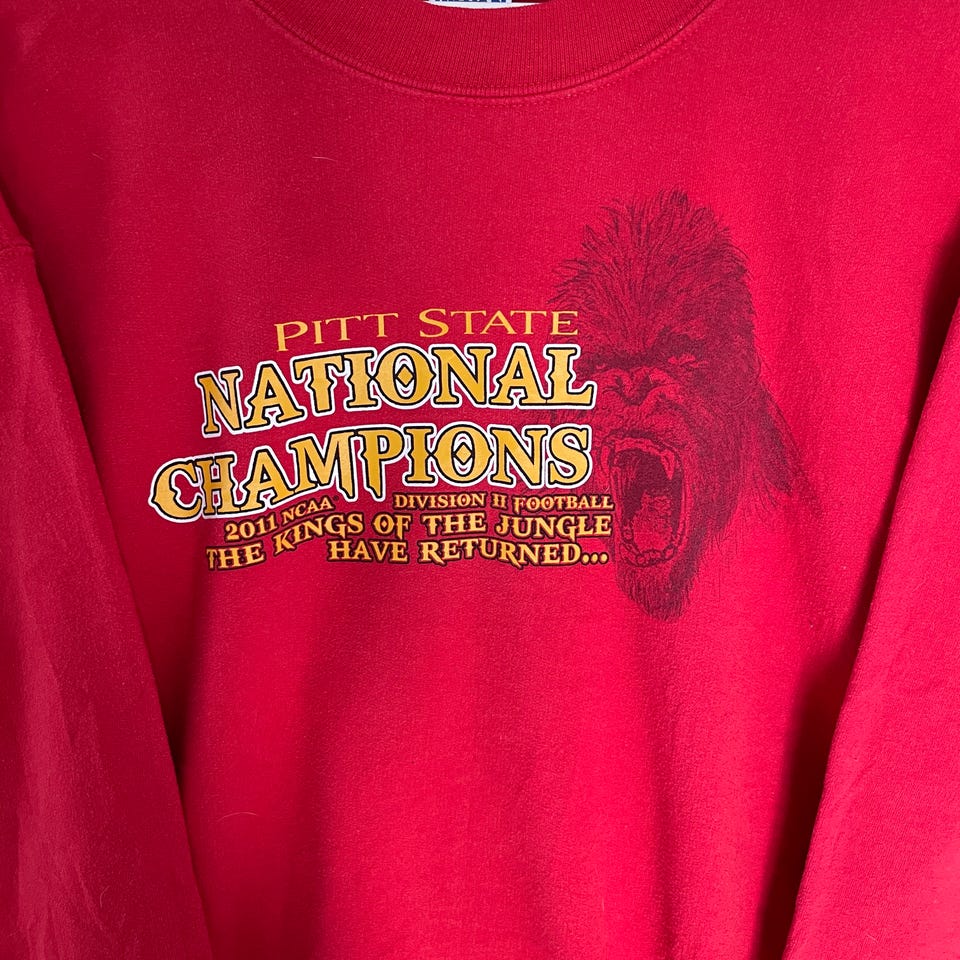 PITT STATE
NATIONAL
CHAMPIONS
2011 NCAA® DIVISION II FOOTBALL
THE KINGS OF THE JUNGLE
HAVE RETURNED...